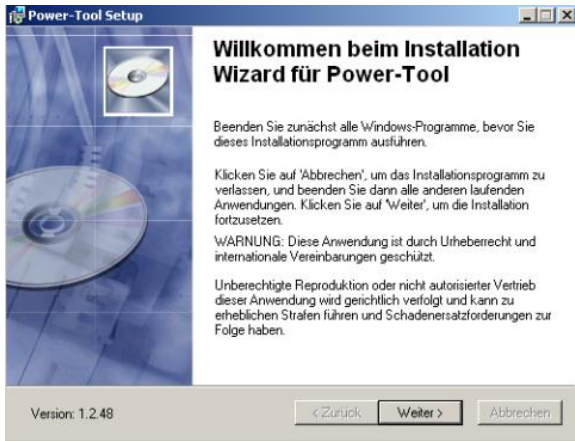 Power-Tool Setup
Willkommen beim Installation
Wizard für Power-Tool
Beenden Sie zunächst alle Windows-Programme, bevor Sie
dieses Installationsprogramm ausführen.
Klicken Sie auf 'Abbrechen', um das Installationsprogramm zu
verlassen, und beenden Sie dann alle anderen laufenden
Anwendungen. Klicken Sie auf 'Weiter', um die Installation
fortzusetzen.
WARNUNG: Diese Anwendung ist durch Urheberrecht und
internationale Vereinbarungen geschützt.
Unberechtigte Reproduktion oder nicht autorisierter Vertrieb
dieser Anwendung wird gerichtlich verfolgt und kann zu
erheblichen Strafen führen und Schadenersatzforderungen zur
Folge haben.
Version: 1.2.48
< Zurück Weiter > Abbrechen